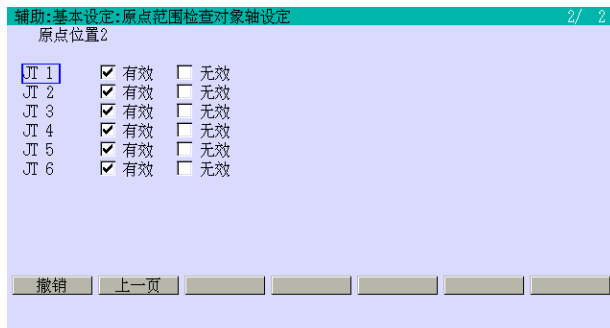 辅助:基本设定:原点范围检查对象轴设定 2/ 2
原点位置2
JT 1 有效 无效
JT 2 有效 无效
JT 3 有效 无效
JT 4 有效 无效
JT 5 有效 无效
JT 6 有效 无效
撤销 上一页